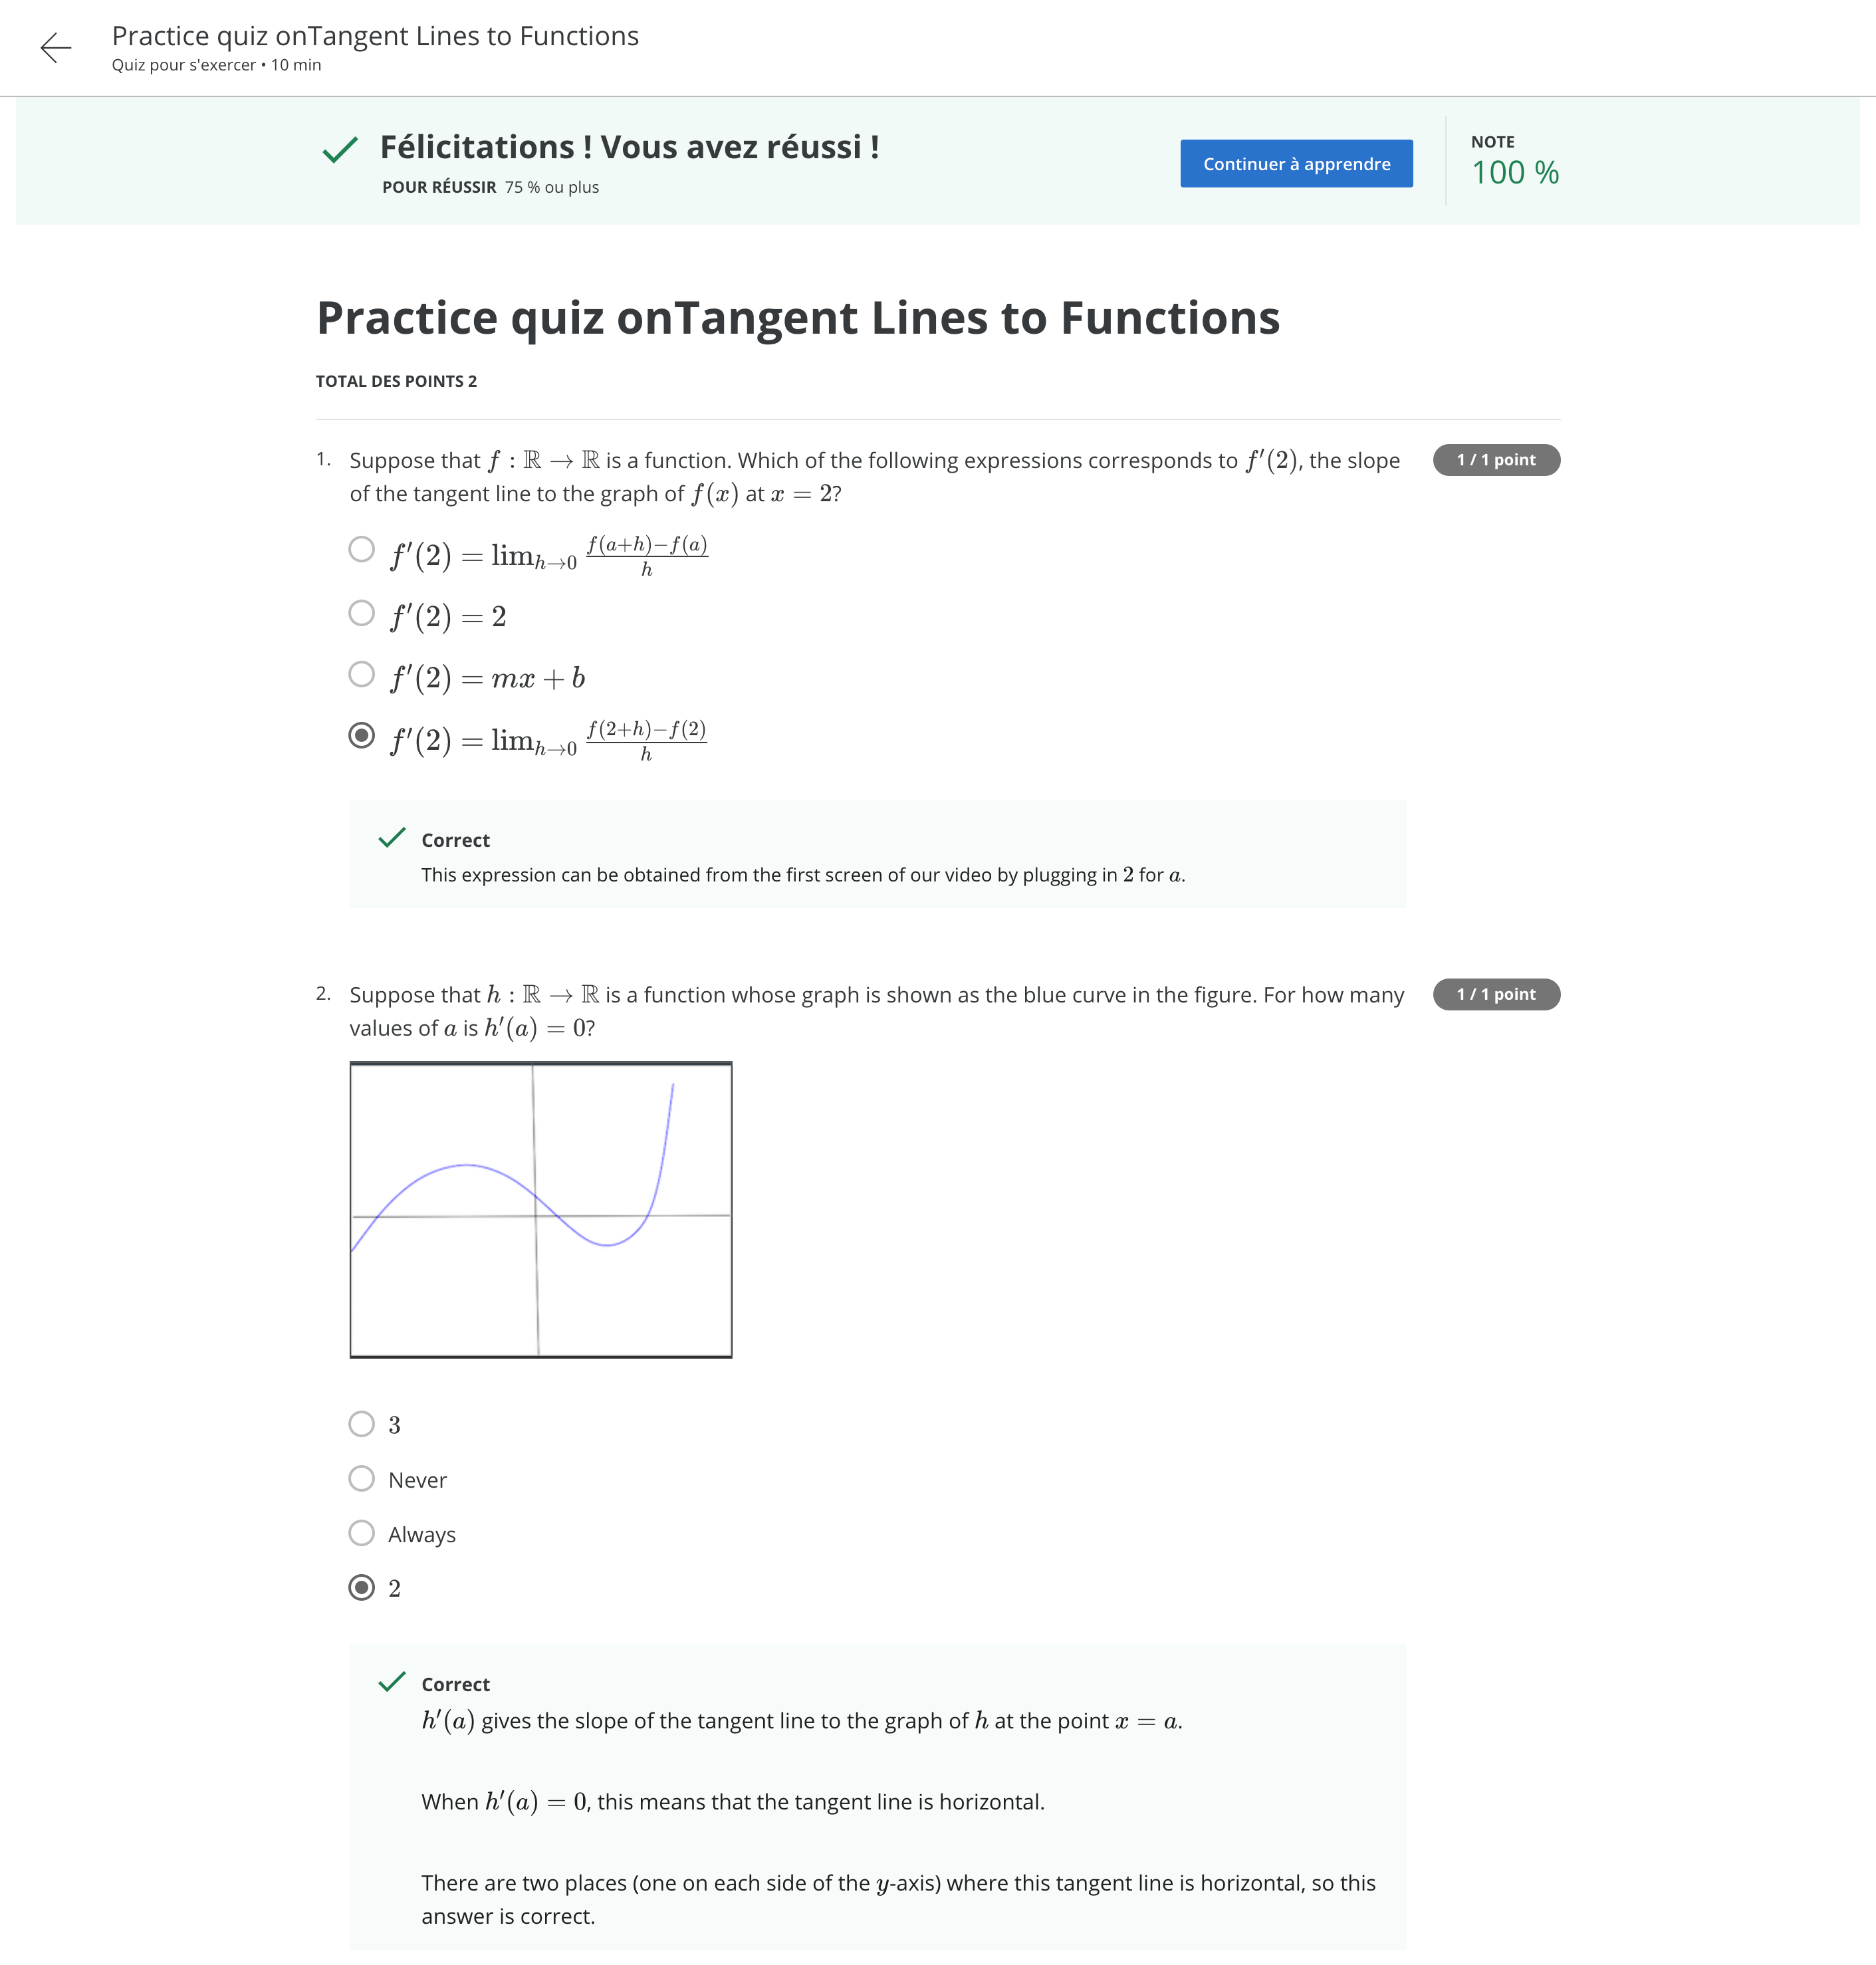 Practice quiz onTangent Lines to Functions
Quiz pour s'exercer • 10 min
Félicitations ! Vous avez réussi !
POUR RÉUSSIR 75 % ou plus
Continuer à apprendre
NOTE
100 %
Practice quiz onTangent Lines to Functions
TOTAL DES POINTS 2
1. Suppose that f : ℝ → ℝ is a function. Which of the following expressions corresponds to f′(2), the slope
of the tangent line to the graph of f(x) at x = 2?
1 / 1 point
f′(2) = lim_{h→0} \frac{f(a+h)−f(a)}{h}
f′(2) = 2
f′(2) = mx + b
f′(2) = lim_{h→0} \frac{f(2+h)−f(2)}{h}
Correct
This expression can be obtained from the first screen of our video by plugging in 2 for a.
2. Suppose that h : ℝ → ℝ is a function whose graph is shown as the blue curve in the figure. For how many
values of a is h′(a) = 0?
1 / 1 point
3
Never
Always
2
Correct
h′(a) gives the slope of the tangent line to the graph of h at the point x = a.
When h′(a) = 0, this means that the tangent line is horizontal.
There are two places (one on each side of the y-axis) where this tangent line is horizontal, so this
answer is correct.